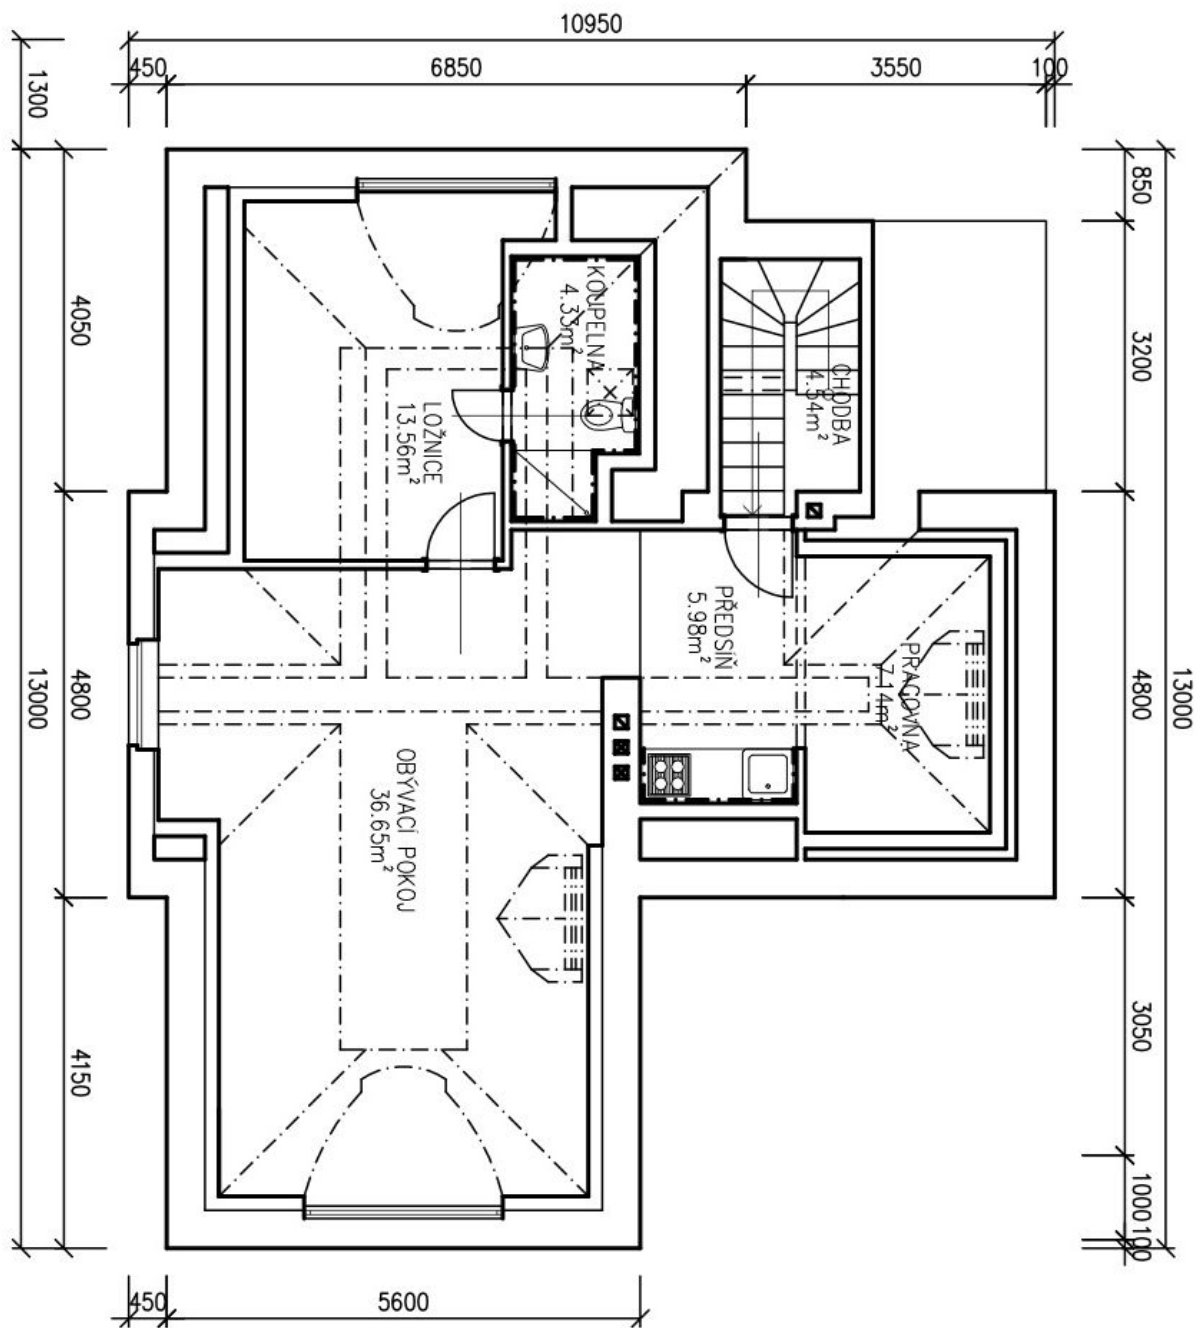 10950
450
6850
3550
100
1300
13000
4050
4800
4150
850
3200
4800
3050
1000
100
13000
KOUPELNA
4.33m²
CHODBA
4.54m²
LOŽNICE
13.56m²
PŘEDSÍŇ
5.98m²
PRACOVNA
7.14m²
OBÝVACÍ POKOJ
36.65m²
450
5600